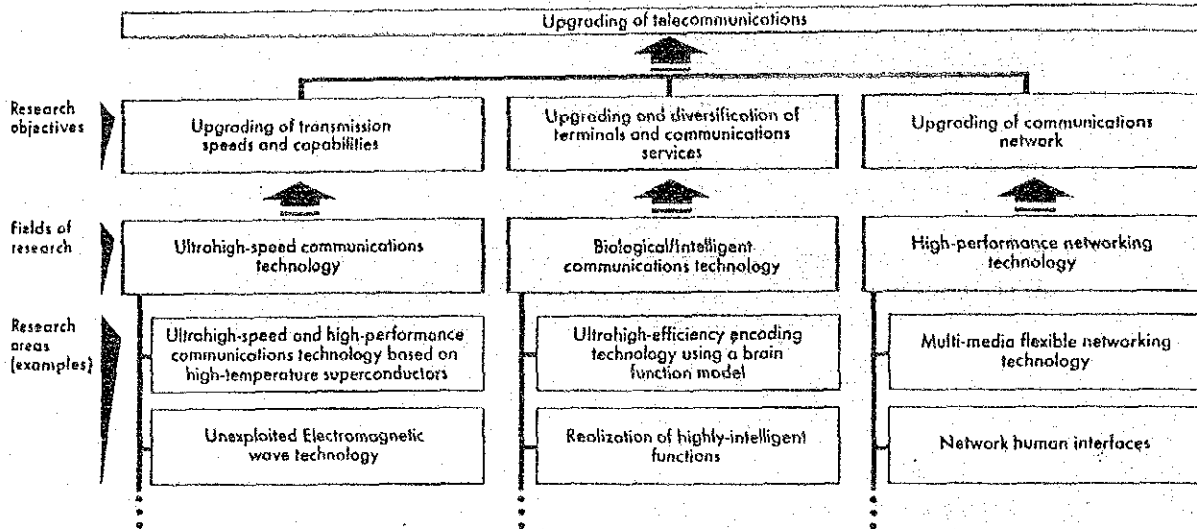 Upgrading of telecommunications
Research
objectives
Upgrading of transmission
speeds and capabilities
Upgrading and diversification of
terminals and communications
services
Upgrading of communications
network
Fields of
research
Ultrahigh-speed communications
technology
Biological/Intelligent
communications technology
High-performance networking
technology
Research
areas
(examples)
Ultrahigh-speed and high-performance
communications technology based on
high-temperature superconductors
Ultrahigh-efficiency encoding
technology using a brain
function model
Multi-media flexible networking
technology
Unexploited Electromagnetic
wave technology
Realization of highly-intelligent
functions
Network human interfaces